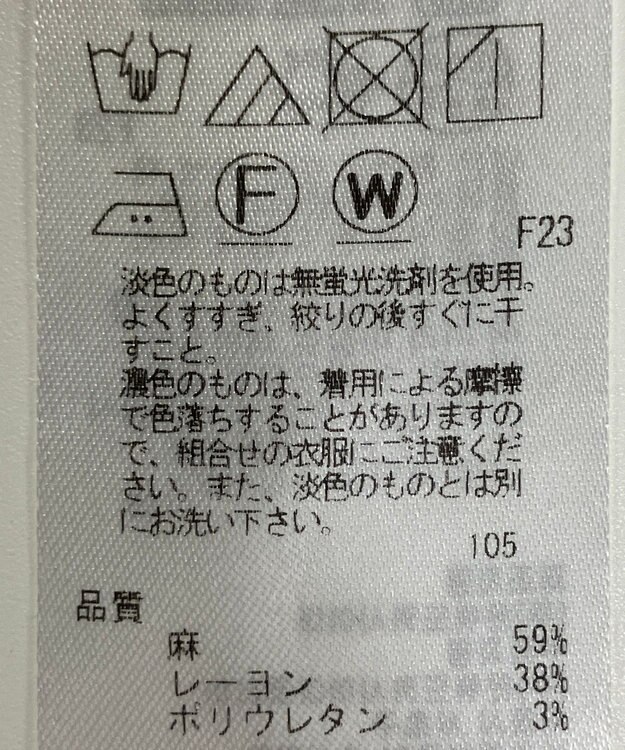 F
W
F23
淡色のものは無蛍光洗剤を使用。
よくすすぎ、絞りの後すぐに干
すこと。
濃色のものは、着用による摩擦
で色落ちすることがありますの
で、組合せの衣服にご注意くだ
さい。また、淡色のものとは別
にお洗い下さい。
105
品質
麻 59%
レーヨン 38%
ポリウレタン 3%